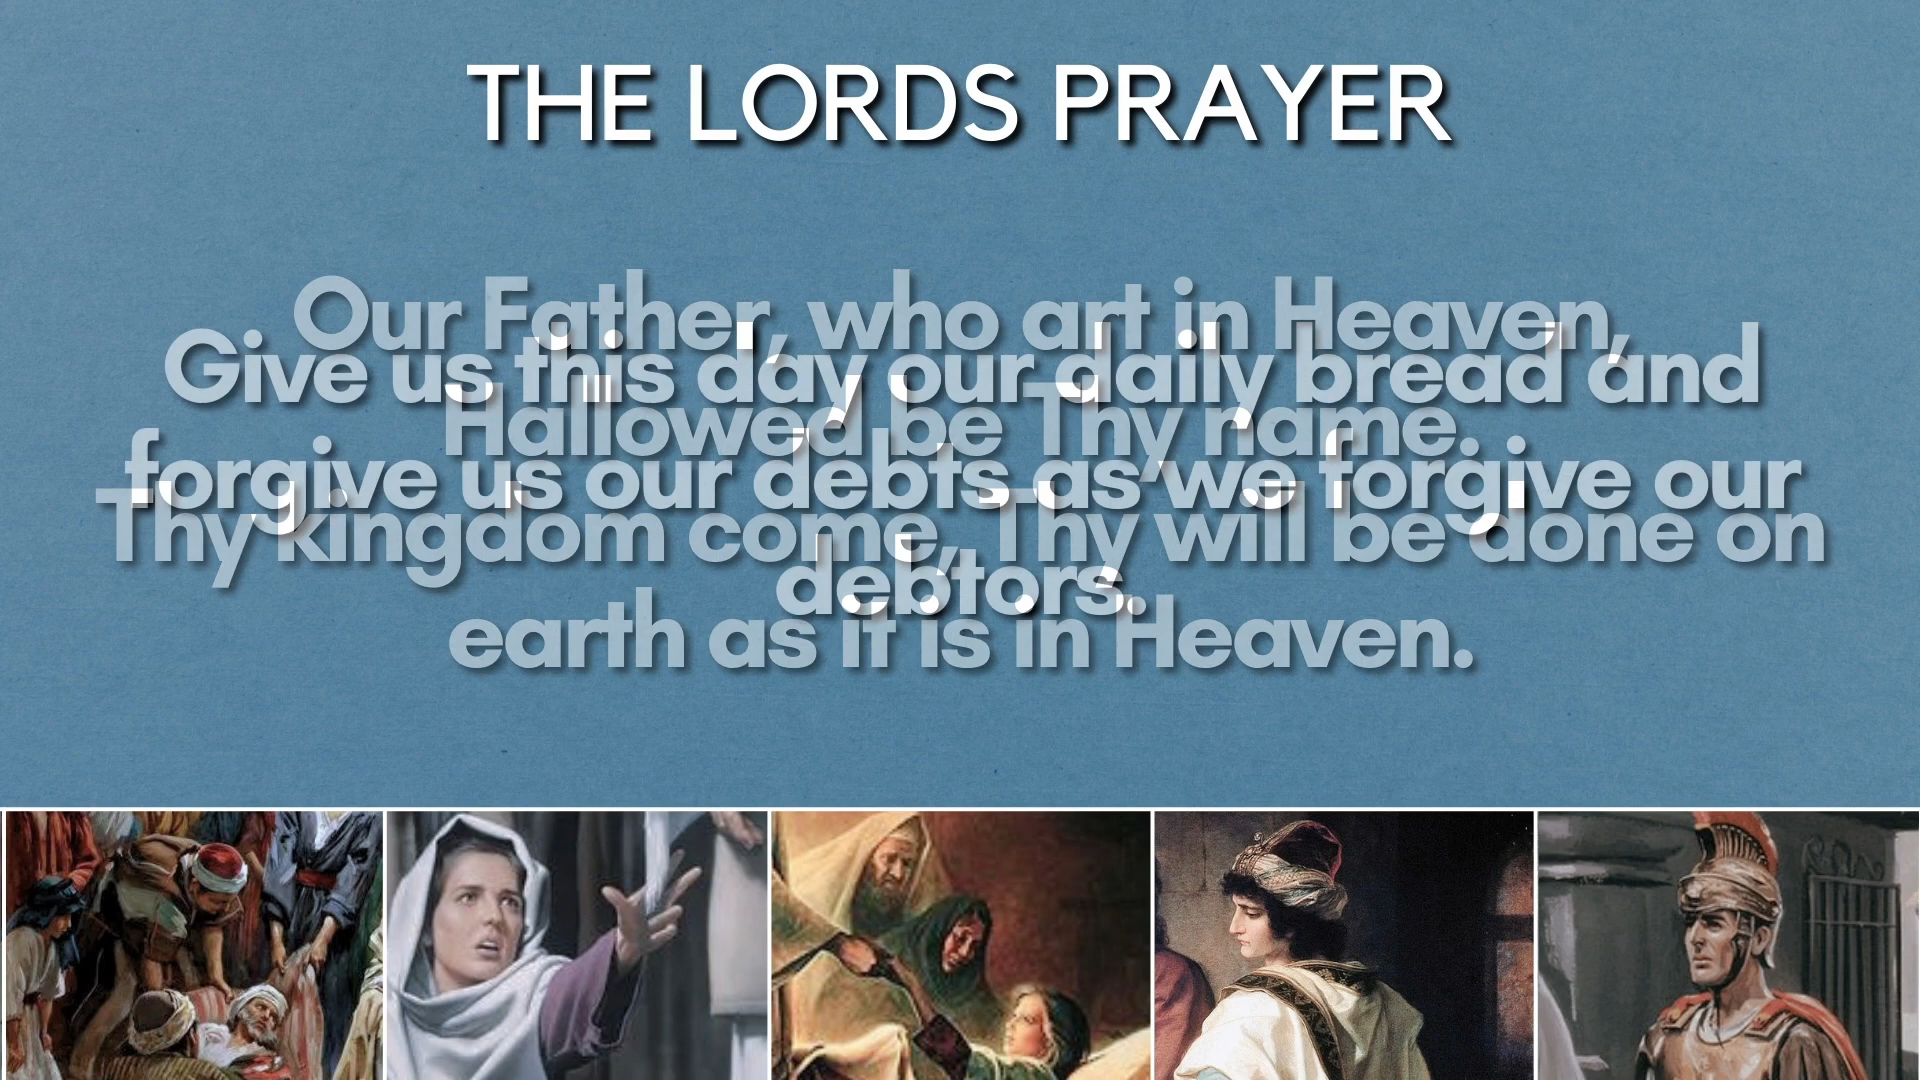 THE LORDS PRAYER
Our Father, who art in Heaven,
Hallowed be Thy name.
Thy kingdom come, Thy will be done on
earth as it is in Heaven.
Give us this day our daily bread and
forgive us our debts as we forgive our
debtors.